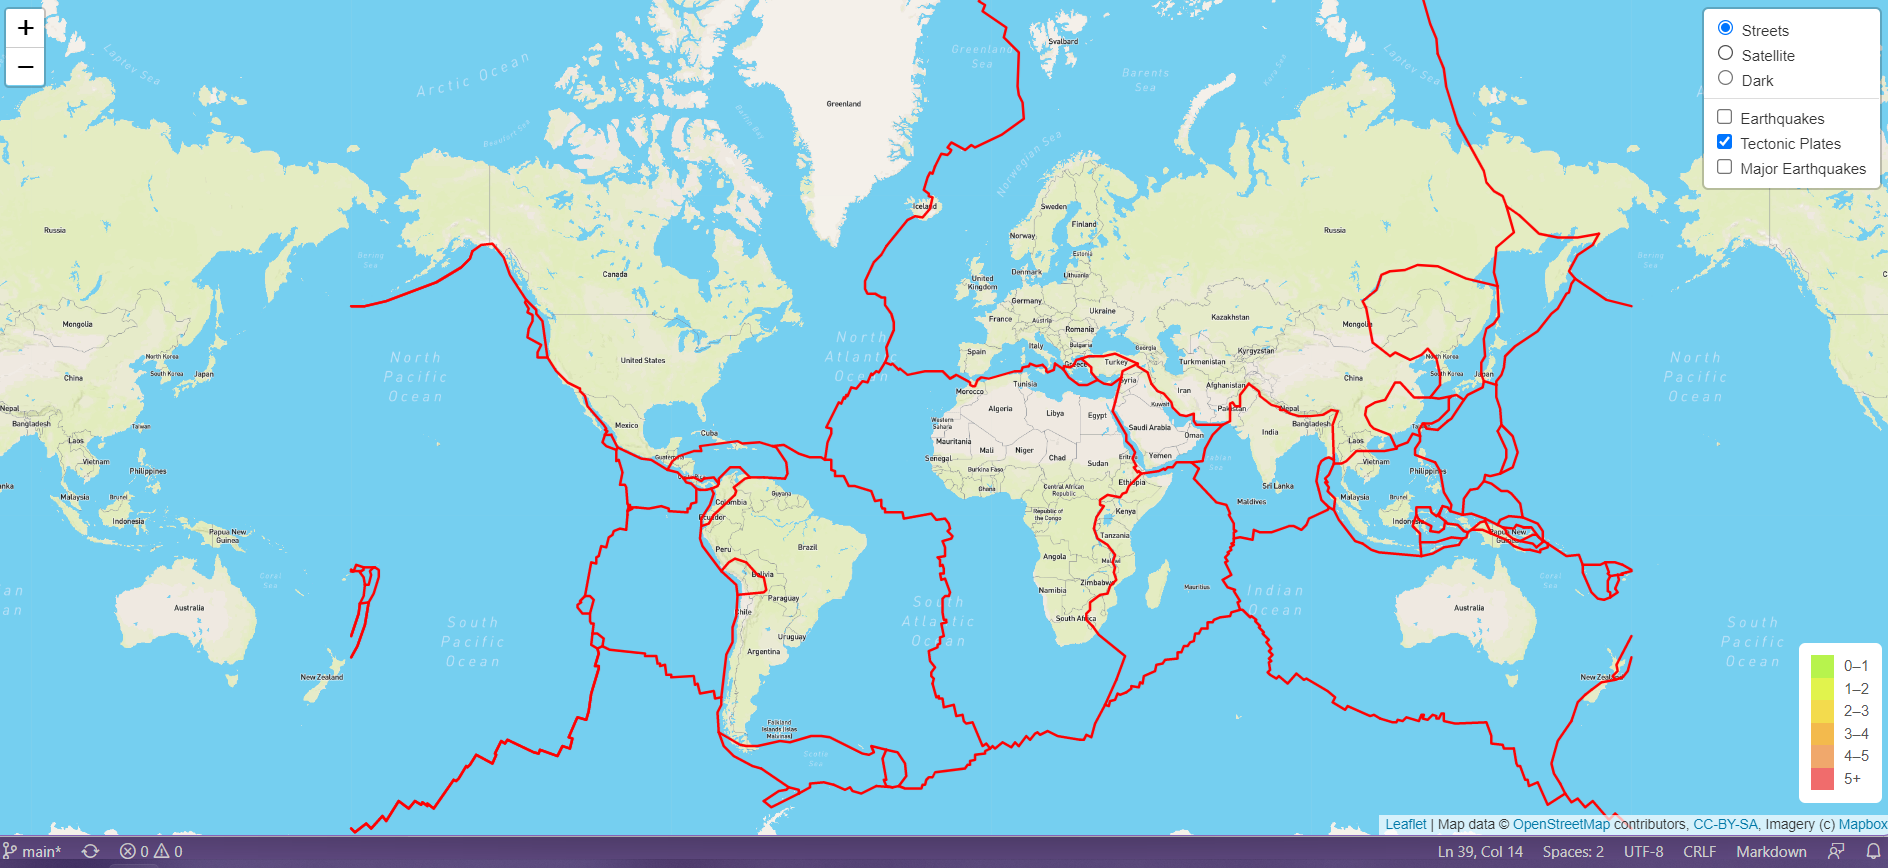 +
−
Streets
Satellite
Dark
Earthquakes
Tectonic Plates
Major Earthquakes
Laptev Sea
Arctic Ocean
Beaufort Sea
Baffin Bay
Greenland
Greenland
Sea
Svalbard
Barents
Sea
Kara Sea
Laptev Sea
Norwegian Sea
Iceland
Russia
Bering
Sea
Canada
Sweden
Finland
Norway
Estonia
Denmark
Lithuania
United
Kingdom
Russia
Bering
Sea
Germany
Ukraine
France
Austria
Romania
Kazakhstan
Mongolia
Mongolia
Spain
Italy
Bulgaria
Georgia
Kyrgyzstan
North Korea
South Korea
Japan
China
North
Pacific
Ocean
United States
North
Atlantic
Ocean
Greece
Turkey
Turkmenistan
China
North Korea
South Korea
Japan
North
Pacific
Ocean
Morocco
Tunisia
Syria
Iran
Afghanistan
Nepal
Bangladesh
Taiwan
Mexico
Cuba
Western
Sahara
Algeria
Libya
Egypt
Kuwait
Pakistan
Nepal
Saudi Arabia
Oman
India
Bangladesh
Laos
Vietnam
Philippines
Guatemala
Mauritania
Mali
Niger
Chad
Sudan
Eritrea
Yemen
Laos
Vietnam
Philippines
Senegal
Burkina Faso
Ghana
Central African
Republic
Ethiopia
Sri Lanka
Maldives
Malaysia
Brunei
Indonesia
Colombia
Guyana
Ecuador
Republic of
the Congo
Kenya
Tanzania
Malaysia
Brunei
Indonesia
Papua New
Guinea
Papua New
Guinea
Peru
Brazil
Angola
Malawi
Coral
Sea
Bolivia
Zimbabwe
Namibia
Mauritius
Coral
Sea
Australia
Paraguay
Chile
South
Atlantic
Ocean
South Africa
Indian
Ocean
Australia
South
Pacific
Ocean
Uruguay
Argentina
South
Pacific
Ocean
New Zealand
New Zealand
Falkland
Islands (Islas
Malvinas)
Scotia
Sea
0–1
1–2
2–3
3–4
4–5
5+
Leaflet | Map data © OpenStreetMap contributors, CC-BY-SA, Imagery (c) Mapbox
main* 0 0 Ln 39, Col 14 Spaces: 2 UTF-8 CRLF Markdown